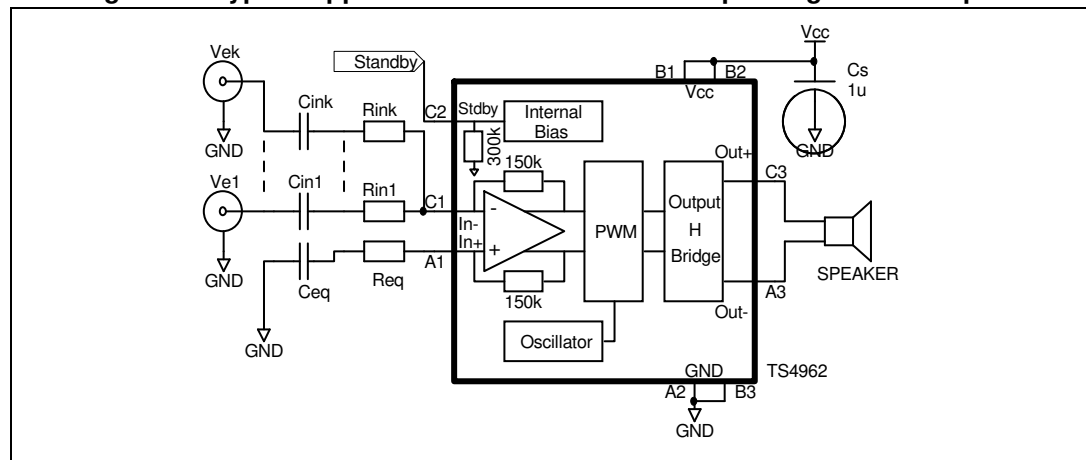 Vek
Standby
Vcc
B1
B2
Vcc
Cs
1u
GND
Cink
Rink
C2
Stdby
Internal
Bias
300k
GND
150k
Out+
C3
Ve1
Cin1
Rin1
C1
In-
-
In+
+
PWM
Output
H
Bridge
SPEAKER
GND
Ceq
Req
A1
150k
A3
Out-
Oscillator
GND
GND
TS4962
A2
B3
GND